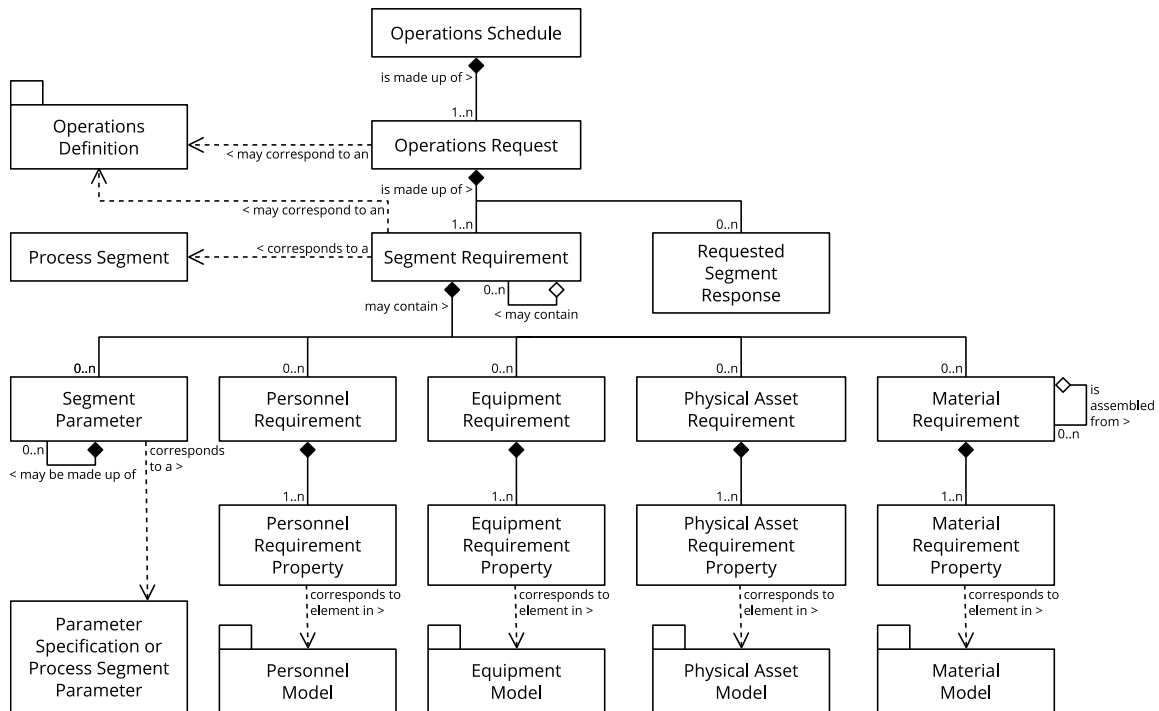 Operations Schedule
is made up of >
1..n
Operations
Definition
Operations Request
< may correspond to an
is made up of >
< may correspond to an
1..n
0..n
Process Segment
< corresponds to a
Segment Requirement
Requested
Segment
Response
0..n
may contain >
< may contain
0..n
0..n
0..n
0..n
0..n
Segment
Parameter
Personnel
Requirement
Equipment
Requirement
Physical Asset
Requirement
Material
Requirement
is
assembled
from >
0..n
0..n
< may be made up of
corresponds
to a >
1..n
1..n
1..n
1..n
Personnel
Requirement
Property
Equipment
Requirement
Property
Physical Asset
Requirement
Property
Material
Requirement
Property
corresponds to
element in >
corresponds to
element in >
corresponds to
element in >
corresponds to
element in >
Parameter
Specification or
Process Segment
Parameter
Personnel
Model
Equipment
Model
Physical Asset
Model
Material
Model